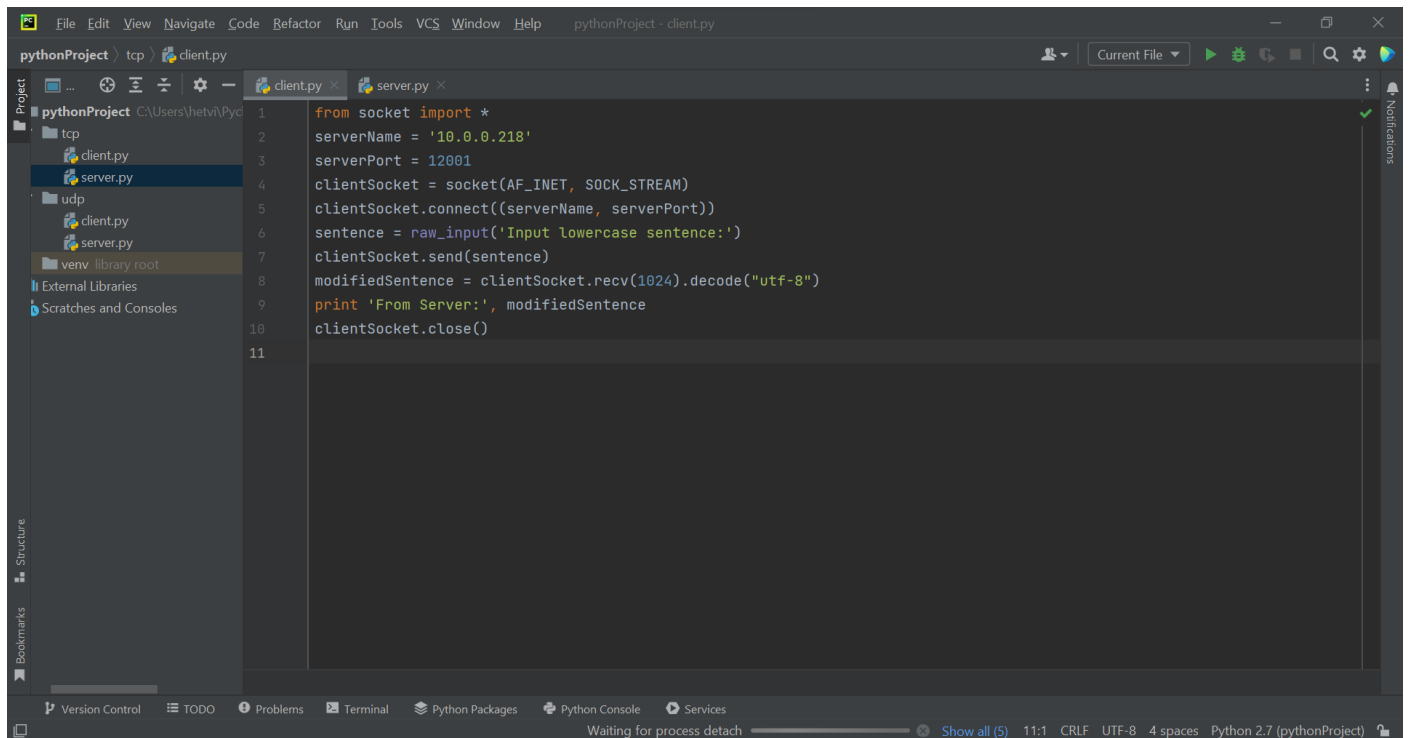 PC File Edit View Navigate Code Refactor Run Tools VCS Window Help pythonProject - client.py
pythonProject tcp client.py Current File
... client.py server.py
Project
pythonProject C:\Users\hetvi\Pyc
tcp
client.py
server.py
udp
client.py
server.py
venv library root
External Libraries
Scratches and Consoles
1 from socket import *
2 serverName = '10.0.0.218'
3 serverPort = 12001
4 clientSocket = socket(AF_INET, SOCK_STREAM)
5 clientSocket.connect((serverName, serverPort))
6 sentence = raw_input('Input lowercase sentence:')
7 clientSocket.send(sentence)
8 modifiedSentence = clientSocket.recv(1024).decode("utf-8")
9 print 'From Server:', modifiedSentence
10 clientSocket.close()
11
Notifications
Structure
Bookmarks
Version Control TODO Problems Terminal Python Packages Python Console Services
Waiting for process detach Show all (5) 11:1 CRLF UTF-8 4 spaces Python 2.7 (pythonProject)